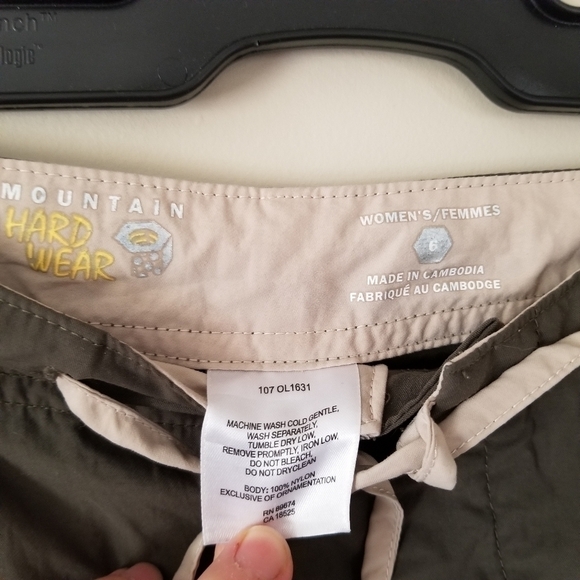 MOUNTAIN
HARD
WEAR
WOMEN'S/FEMMES
6
MADE IN CAMBODIA
FABRIQUÉ AU CAMBODGE
107 OL1631
MACHINE WASH COLD GENTLE,
WASH SEPARATELY,
TUMBLE DRY LOW,
REMOVE PROMPTLY, IRON LOW,
DO NOT BLEACH,
DO NOT DRYCLEAN
BODY: 100% NYLON
EXCLUSIVE OF ORNAMENTATION
RN 89674
CA 18525